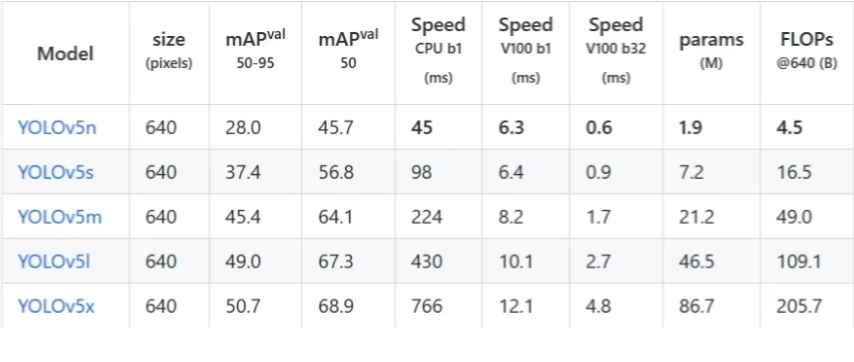 Model size (pixels) mAPval 50-95 mAPval 50 Speed CPU b1 (ms) Speed V100 b1 (ms) Speed V100 b32 (ms) params (M) FLOPs @640 (B)
YOLOv5n 640 28.0 45.7 45 6.3 0.6 1.9 4.5
YOLOv5s 640 37.4 56.8 98 6.4 0.9 7.2 16.5
YOLOv5m 640 45.4 64.1 224 8.2 1.7 21.2 49.0
YOLOv5l 640 49.0 67.3 430 10.1 2.7 46.5 109.1
YOLOv5x 640 50.7 68.9 766 12.1 4.8 86.7 205.7